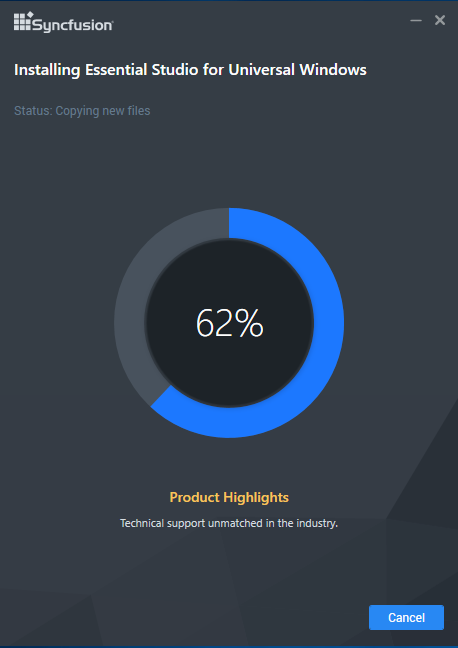 Syncfusion
Installing Essential Studio for Universal Windows
Status: Copying new files
62%
Product Highlights
Technical support unmatched in the industry.
Cancel